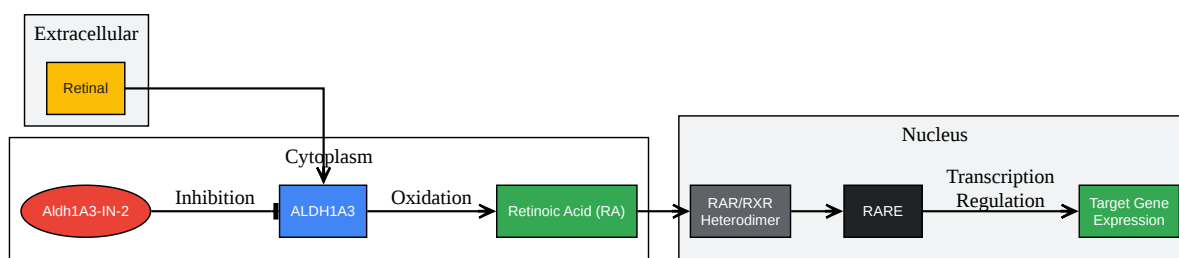 Extracellular
Retinal
Cytoplasm
Aldh1A3-IN-2
Inhibition
ALDH1A3
Oxidation
Retinoic Acid (RA)
Nucleus
RAR/RXR
Heterodimer
RARE
Transcription
Regulation
Target Gene
Expression